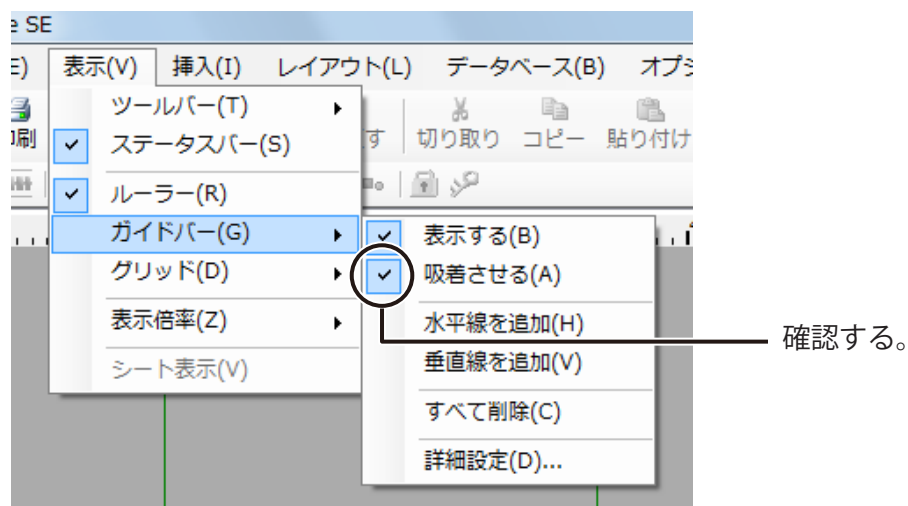 e SE
E) 表示(V) 挿入(I) レイアウト(L) データベース(B) オプシ
ツールバー(T)
印刷 す 切り取り コピー 貼り付け
ステータスバー(S)
ルーラー(R)
ガイドバー(G)
表示する(B)
グリッド(D)
吸着させる(A)
表示倍率(Z)
水平線を追加(H)
確認する。
シート表示(V)
垂直線を追加(V)
すべて削除(C)
詳細設定(D)...